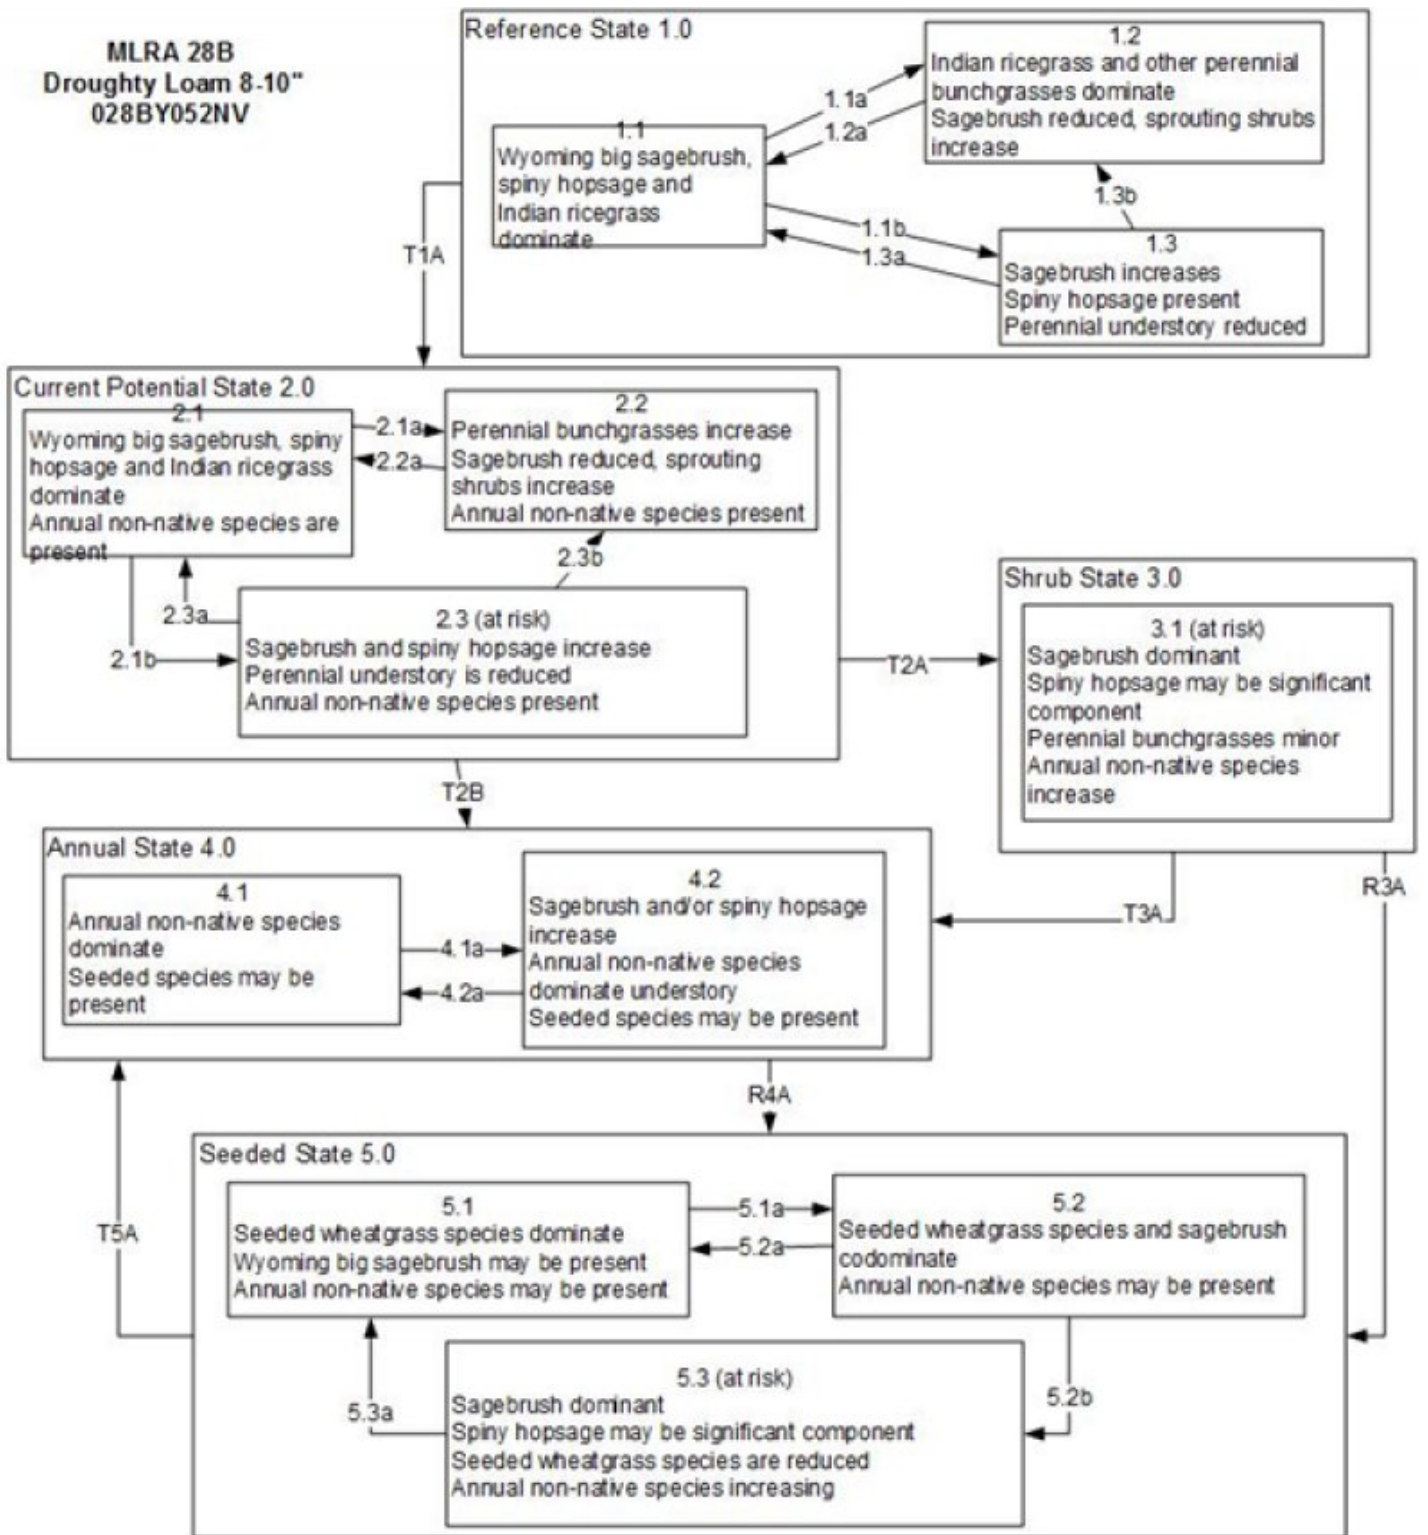 MLRA 28B
Droughty Loam 8-10"
028BY052NV
Reference State 1.0
1.1
Wyoming big sagebrush,
spiny hopsage and
Indian ricegrass
dominate
1.1a
1.2a
1.2
Indian ricegrass and other perennial
bunchgrasses dominate
Sagebrush reduced, sprouting shrubs
increase
1.3b
1.1b
1.3a
1.3
Sagebrush increases
Spiny hopsage present
Perennial understory reduced
T1A
Current Potential State 2.0
2.1
Wyoming big sagebrush, spiny
hopsage and Indian ricegrass
dominate
Annual non-native species are
present
2.1a
2.2a
2.2
Perennial bunchgrasses increase
Sagebrush reduced, sprouting
shrubs increase
Annual non-native species present
2.3b
2.3a
2.1b
2.3 (at risk)
Sagebrush and spiny hopsage increase
Perennial understory is reduced
Annual non-native species present
T2A
Shrub State 3.0
3.1 (at risk)
Sagebrush dominant
Spiny hopsage may be significant
component
Perennial bunchgrasses minor
Annual non-native species
increase
T2B
T3A
R3A
Annual State 4.0
4.1
Annual non-native species
dominate
Seeded species may be
present
4.1a
4.2a
4.2
Sagebrush and/or spiny hopsage
increase
Annual non-native species
dominate understory
Seeded species may be present
R4A
T5A
Seeded State 5.0
5.1
Seeded wheatgrass species dominate
Wyoming big sagebrush may be present
Annual non-native species may be present
5.1a
5.2a
5.2
Seeded wheatgrass species and sagebrush
codominate
Annual non-native species may be present
5.3a
5.2b
5.3 (at risk)
Sagebrush dominant
Spiny hopsage may be significant component
Seeded wheatgrass species are reduced
Annual non-native species increasing